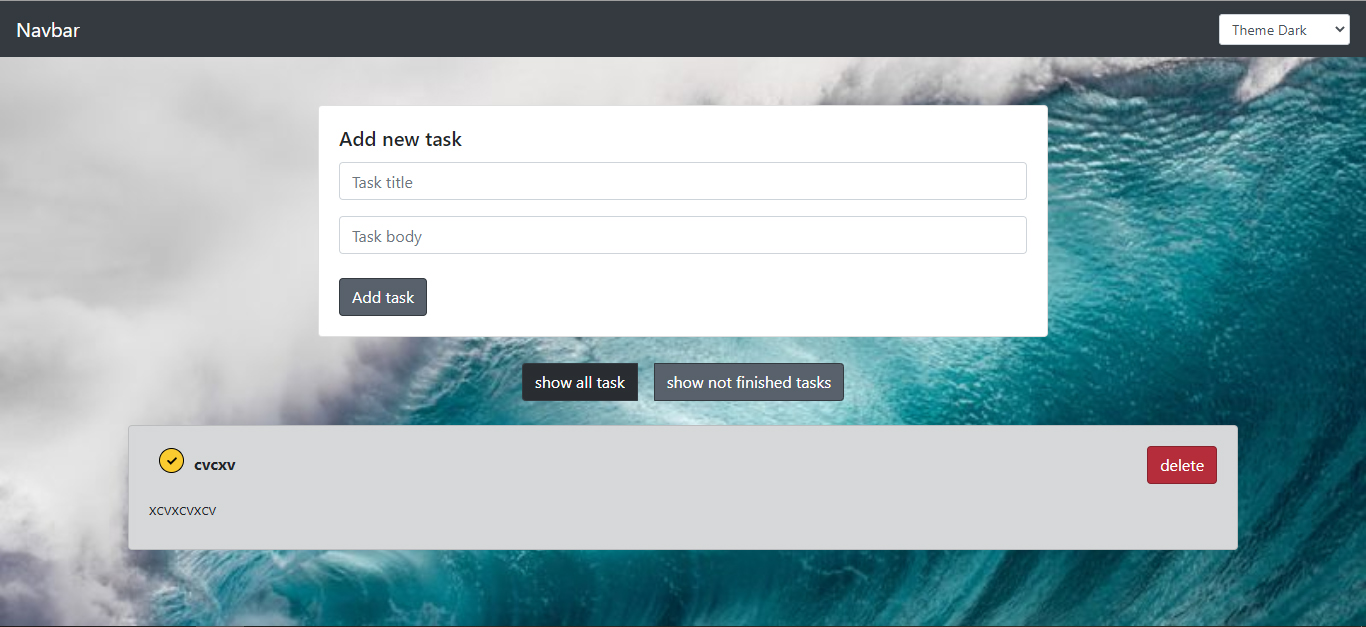 Navbar
Theme Dark
Add new task
Task title
Task body
Add task
show all task
show not finished tasks
cvcxv
delete
xcvxcvxcv